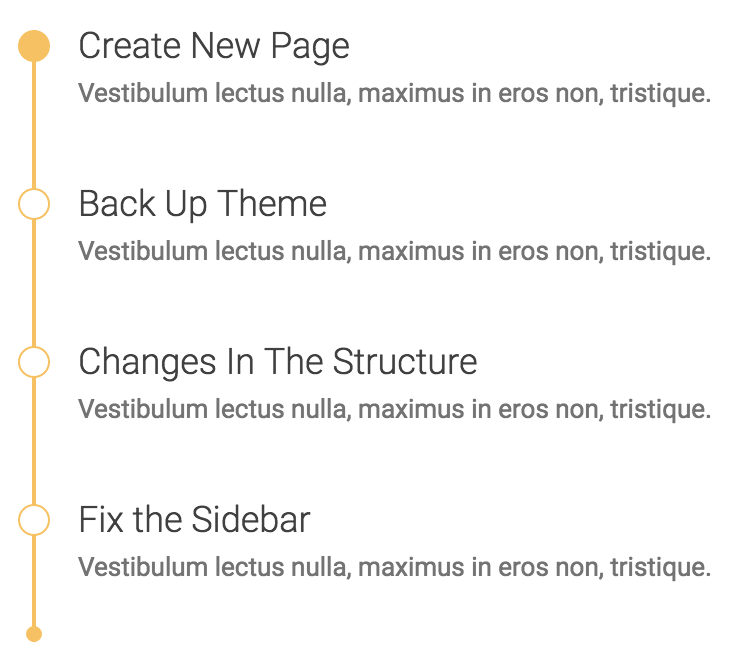 Create New Page
Vestibulum lectus nulla, maximus in eros non, tristique.
Back Up Theme
Vestibulum lectus nulla, maximus in eros non, tristique.
Changes In The Structure
Vestibulum lectus nulla, maximus in eros non, tristique.
Fix the Sidebar
Vestibulum lectus nulla, maximus in eros non, tristique.